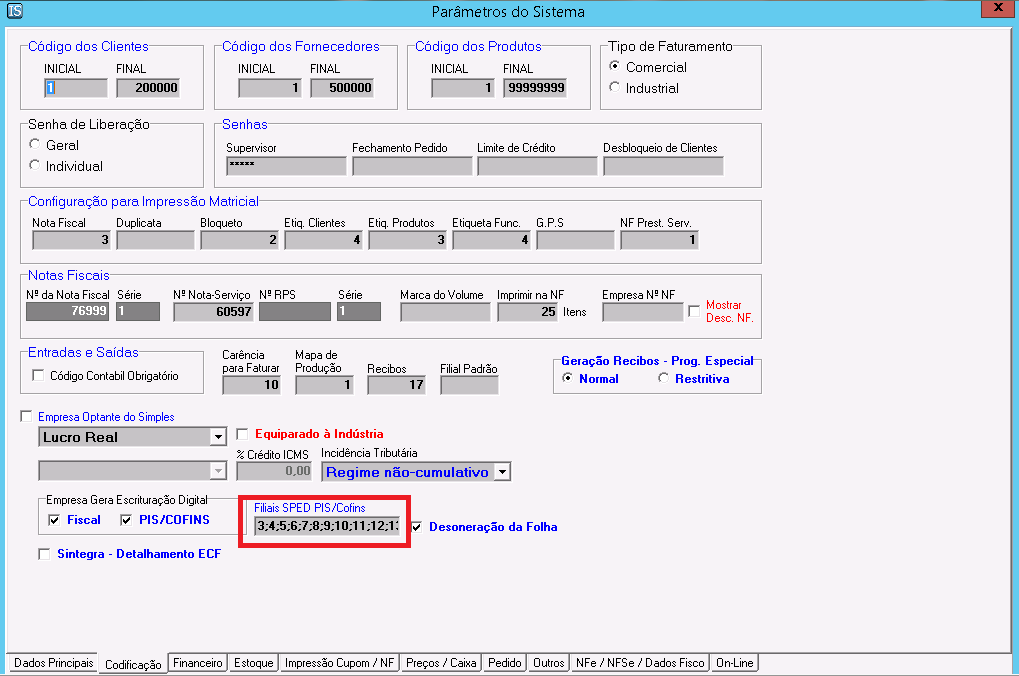 IS
Parâmetros do Sistema
X
Código dos Clientes
INICIAL FINAL
1 200000
Código dos Fornecedores
INICIAL FINAL
1 500000
Código dos Produtos
INICIAL FINAL
1 99999999
Tipo de Faturamento
Comercial
Industrial
Senha de Liberação
Geral
Individual
Senhas
Supervisor Fechamento Pedido Limite de Crédito Desbloqueio de Clientes
*****
Configuração para Impressão Matricial
Nota Fiscal Duplicata Bloqueto Etiq. Clientes Etiq. Produtos Etiqueta Func. G.P.S NF Prest. Serv.
3 2 4 3 4 1
Notas Fiscais
Nº da Nota Fiscal Série Nº Nota-Serviço Nº RPS Série Marca do Volume Imprimir na NF Empresa Nº NF
76999 1 60597 1 25 Itens
Mostrar
Desc. NF.
Entradas e Saídas
Código Contabil Obrigatório
Carência
para Faturar
10
Mapa de
Produção
1
Recibos
17
Filial Padrão
Geração Recibos - Prog. Especial
Normal Restritiva
Empresa Optante do Simples
Lucro Real
Equiparado à Indústria
% Crédito ICMS Incidência Tributária
0,00 Regime não-cumulativo
Empresa Gera Escrituração Digital
Fiscal PIS/COFINS
Filiais SPED PIS/Cofins
3;4;5;6;7;8;9;10;11;12;13
Desoneração da Folha
Sintegra - Detalhamento ECF
Dados Principais Codificação Financeiro Estoque Impressão Cupom / NF Preços / Caixa Pedido Outros NFe / NFSe / Dados Fisco On-Line